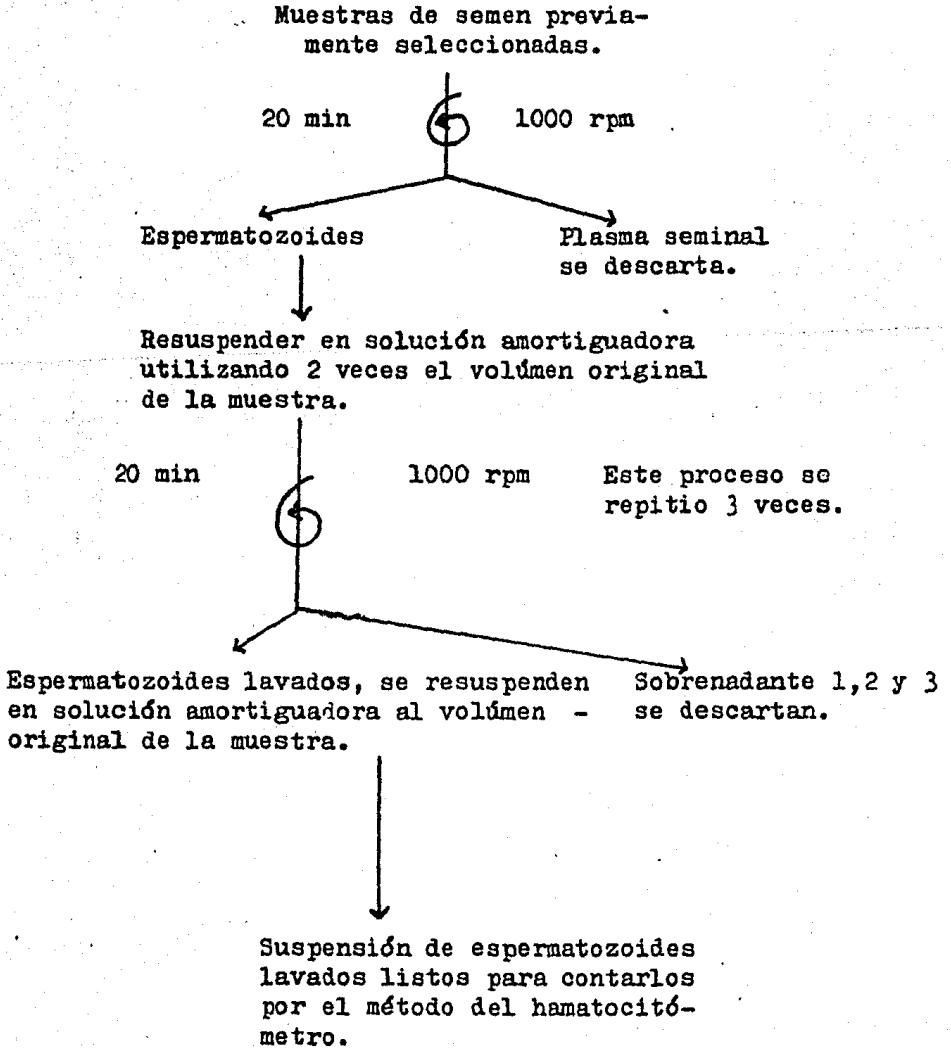 Muestras de semen previa-
mente seleccionadas.
20 min 1000 rpm
Espermatozoides
Plasma seminal
se descarta.
Resuspender en solución amortiguadora
utilizando 2 veces el volúmen original
de la muestra.
20 min 1000 rpm
Este proceso se
repitio 3 veces.
Espermatozoides lavados, se resuspenden
en solución amortiguadora al volúmen -
original de la muestra.
Sobrenadante 1,2 y 3
se descartan.
Suspensión de espermatozoides
lavados listos para contarlos
por el método del hamatocitó-
metro.